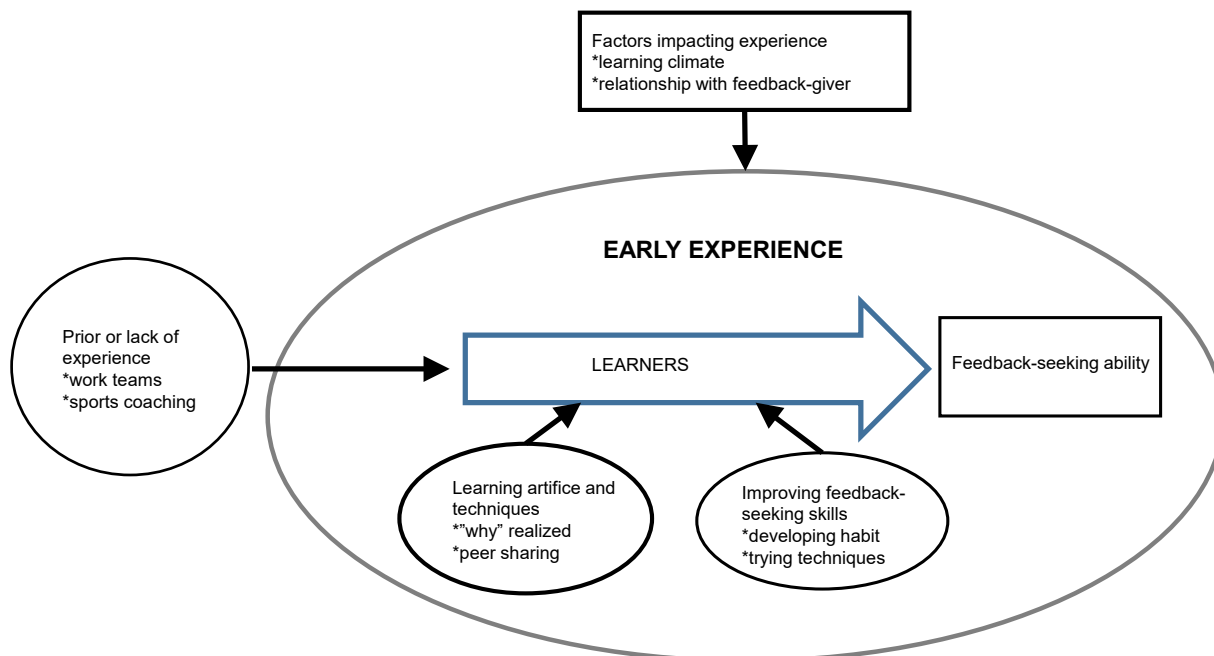 Factors impacting experience
*learning climate
*relationship with feedback-giver
EARLY EXPERIENCE
Prior or lack of
experience
*work teams
*sports coaching
LEARNERS
Feedback-seeking ability
Learning artifice and
techniques
*”why” realized
*peer sharing
Improving feedback-
seeking skills
*developing habit
*trying techniques